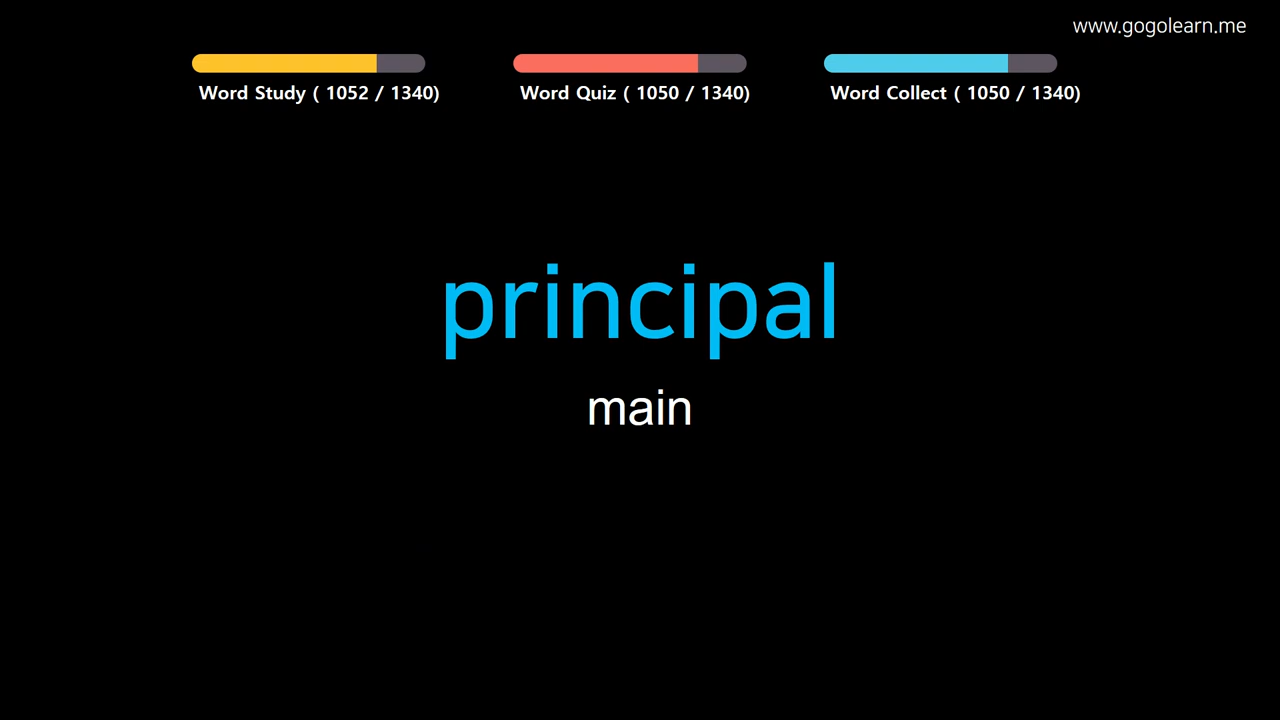 www.gogolearn.me
Word Study ( 1052 / 1340)
Word Quiz ( 1050 / 1340)
Word Collect ( 1050 / 1340)
principal
main